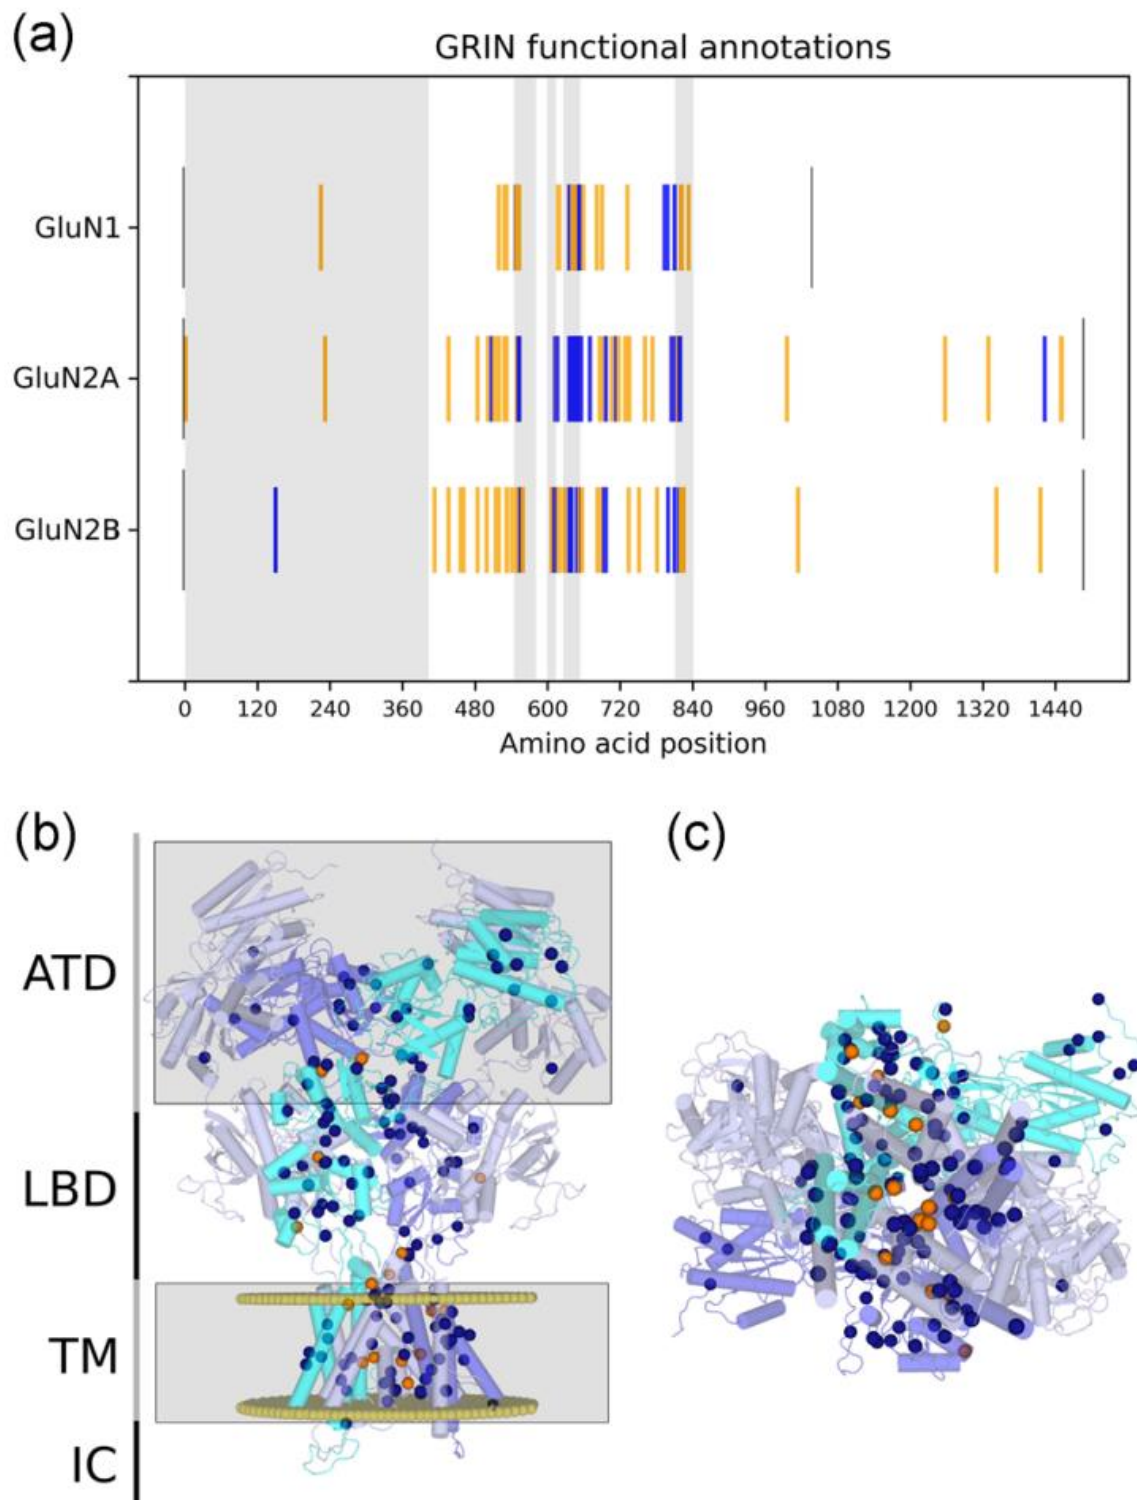 (a)
GRIN functional annotations
GluN1
GluN2A
GluN2B
0 120 240 360 480 600 720 840 960 1080 1200 1320 1440
Amino acid position
(b)
(c)
ATD
LBD
TM
IC